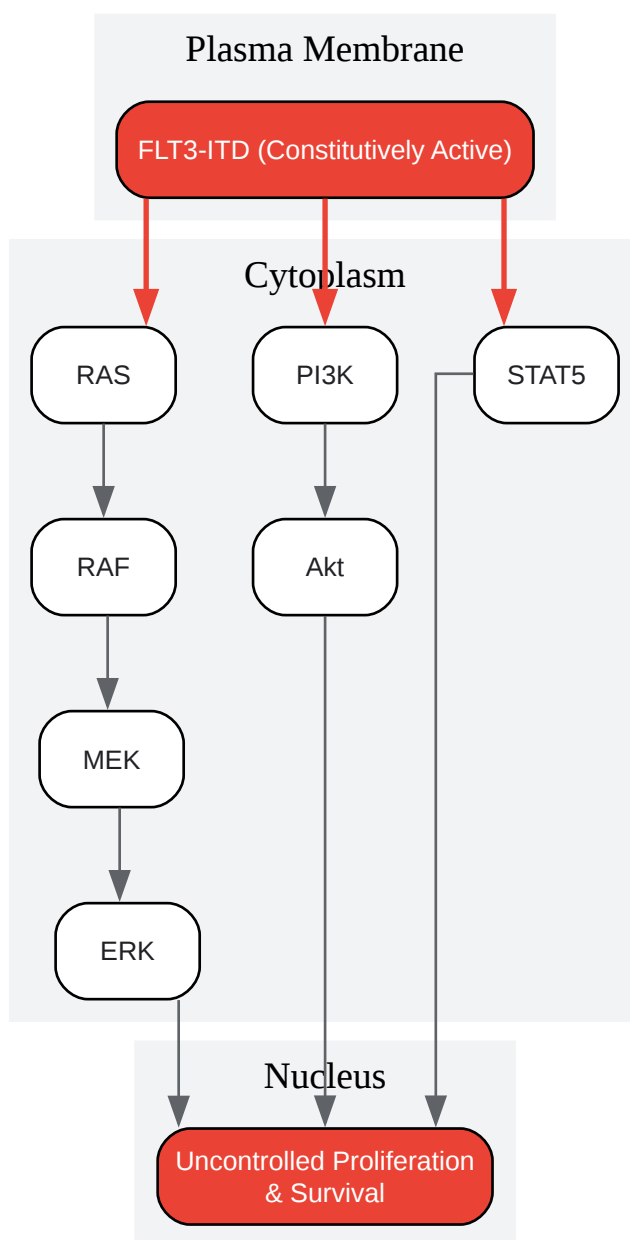 Plasma Membrane
FLT3-ITD (Constitutively Active)
Cytoplasm
RAS
PI3K
STAT5
RAF
Akt
MEK
ERK
Nucleus
Uncontrolled Proliferation
& Survival